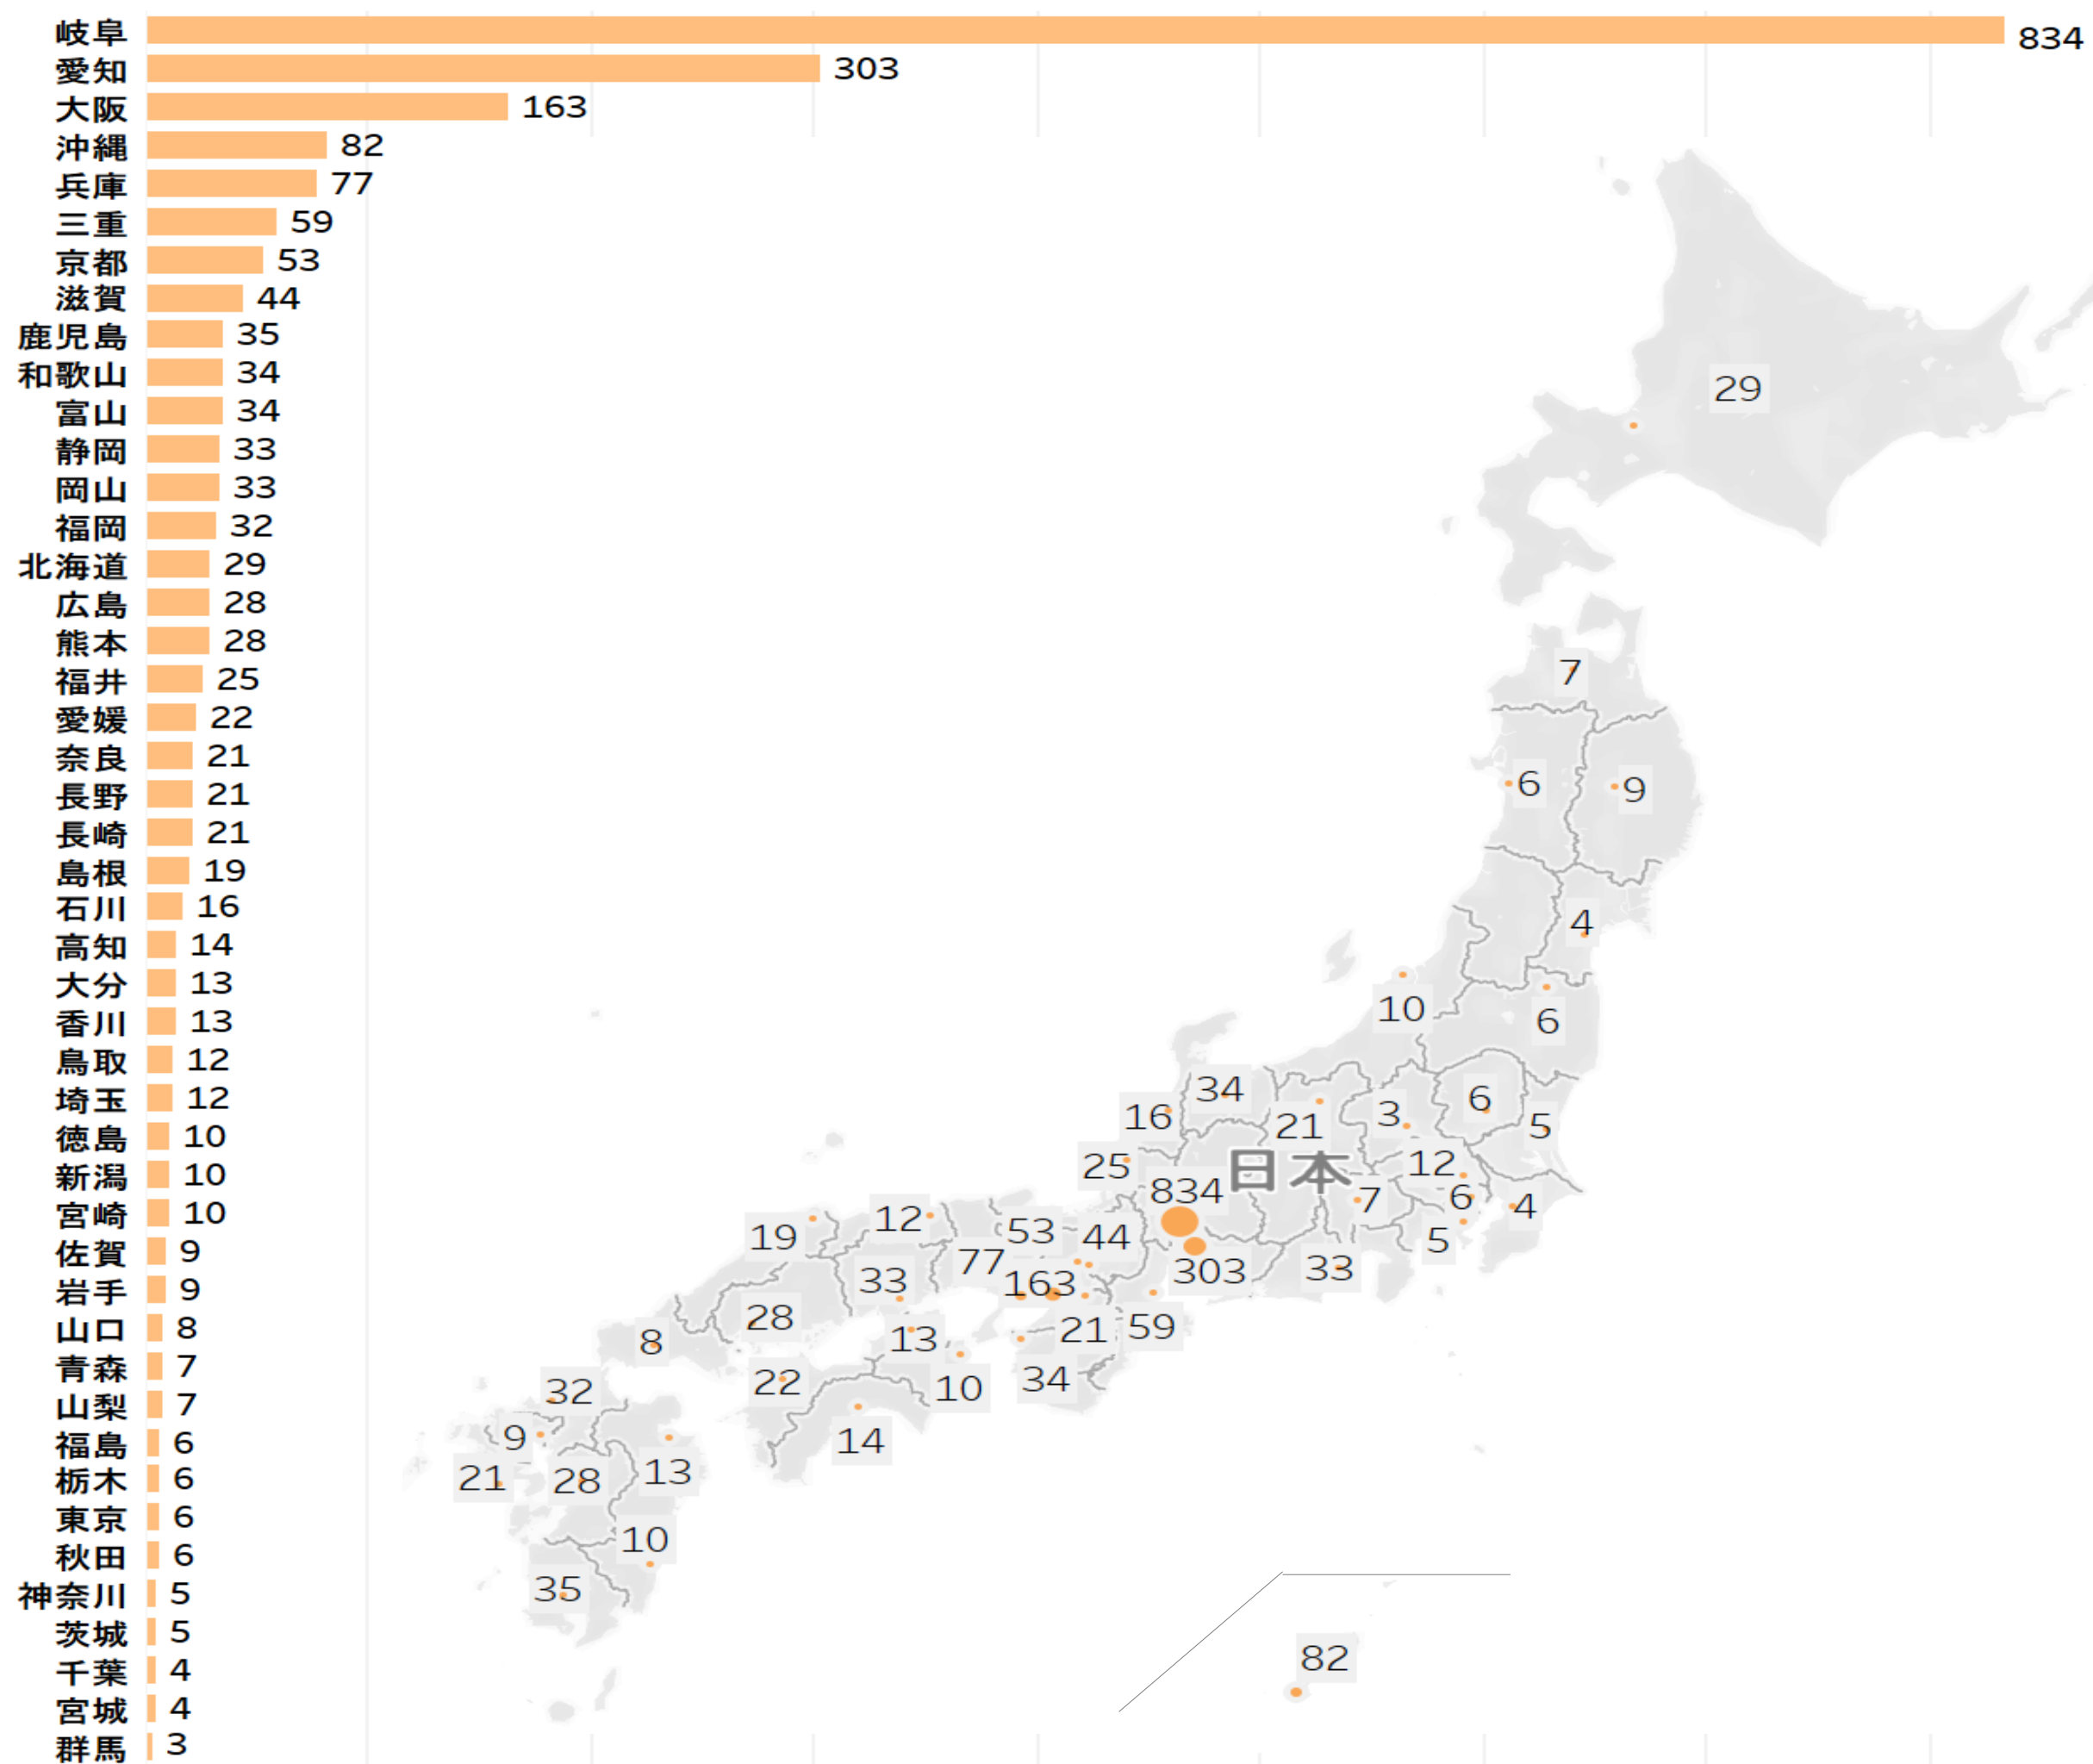 岐阜 834
愛知 303
大阪 163
沖縄 82
兵庫 77
三重 59
京都 53
滋賀 44
鹿児島 35
和歌山 34
富山 34
静岡 33
岡山 33
福岡 32
北海道 29
広島 28
熊本 28
福井 25
愛媛 22
奈良 21
長野 21
長崎 21
島根 19
石川 16
高知 14
大分 13
香川 13
鳥取 12
埼玉 12
徳島 10
新潟 10
宮崎 10
佐賀 9
岩手 9
山口 8
青森 7
山梨 7
福島 6
栃木 6
東京 6
秋田 6
神奈川 5
茨城 5
千葉 4
宮城 4
群馬 3
29
7
6
9
4
10
6
34
6
16
21
3
5
25
日本
12
834
7
6
4
19
12
53
44
5
77
163
303
33
33
28
13
21
59
8
22
10
34
32
9
14
21
28
13
10
35
82